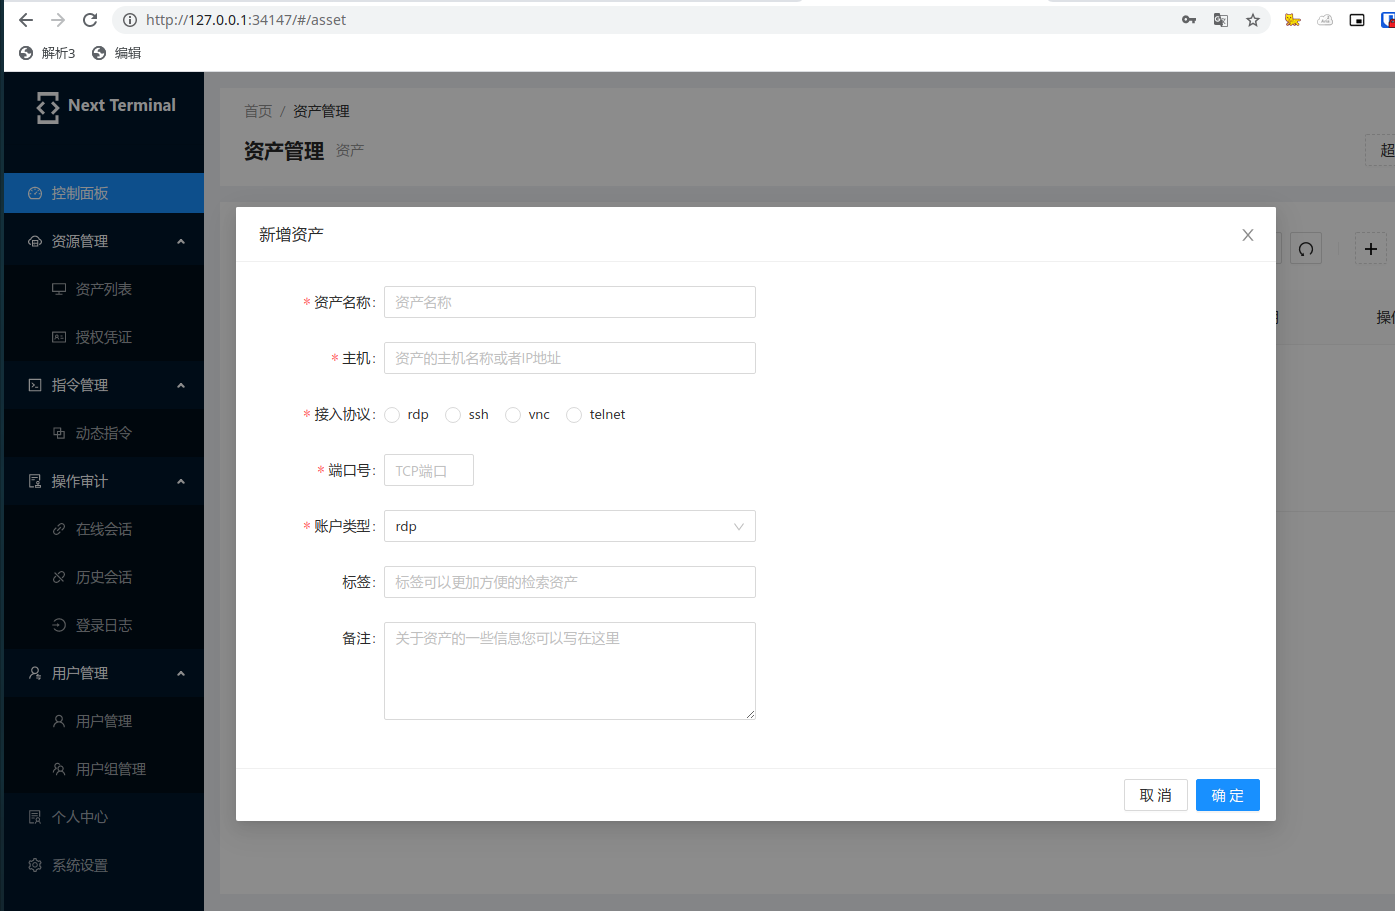 http://127.0.0.1:34147/#/asset
解析3 编辑
Next Terminal
首页 / 资产管理
资产管理 资产
超
控制面板
资源管理
资产列表
授权凭证
指令管理
动态指令
操作审计
在线会话
历史会话
登录日志
用户管理
用户管理
用户组管理
个人中心
系统设置
新增资产
* 资产名称: 资产名称
* 主机: 资产的主机名称或者IP地址
* 接入协议: rdp ssh vnc telnet
* 端口号: TCP端口
* 账户类型: rdp
标签: 标签可以更加方便的检索资产
备注: 关于资产的一些信息您可以写在这里
取 消 确 定